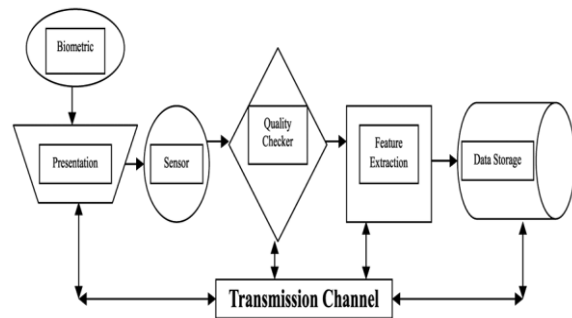 Biometric
Presentation
Sensor
Quality
Checker
Feature
Extraction
Data Storage
Transmission Channel